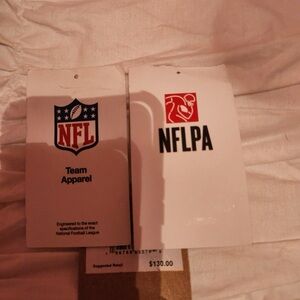 NFL
Team
Apparel
Engineered to the exact
specifications of the
National Football League
NFLPA
Suggested Retail $130.00